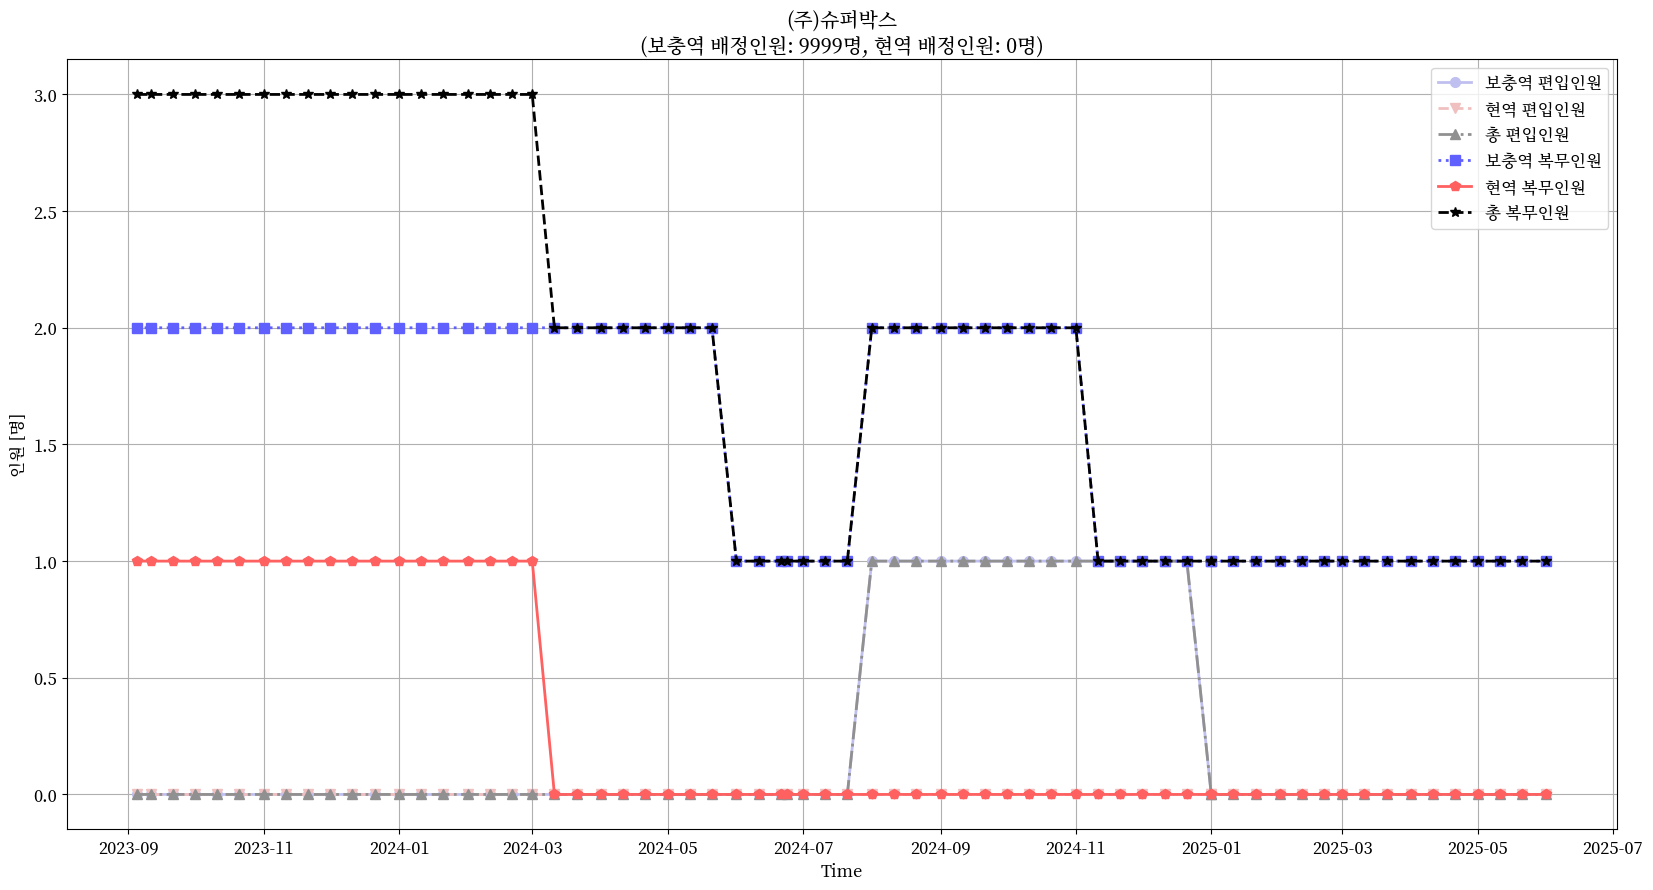 (주)슈퍼박스
(보충역 배정인원: 9999명, 현역 배정인원: 0명)
보충역 편입인원
현역 편입인원
총 편입인원
보충역 복무인원
현역 복무인원
총 복무인원
인원 [명]
3.0
2.5
2.0
1.5
1.0
0.5
0.0
2023-09
2023-11
2024-01
2024-03
2024-05
2024-07
2024-09
2024-11
2025-01
2025-03
2025-05
2025-07
Time